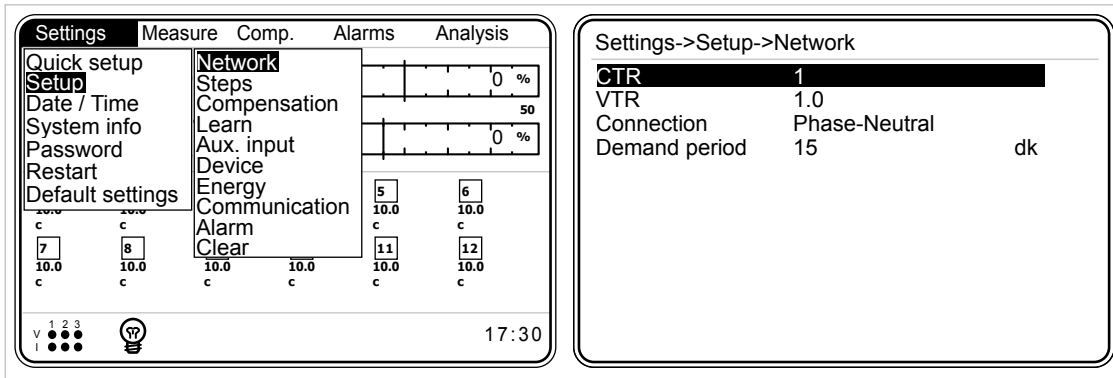 Settings Measure Comp. Alarms Analysis
Quick setup
Setup
Date / Time
System info
Password
Restart
Default settings
Network
Steps
Compensation
Learn
Aux. input
Device
Energy
Communication
Alarm
Clear
0 %
50
0 %
5 6
10.0 10.0 10.0 10.0
c c c c
7 8 11 12
10.0 10.0 10.0 10.0 10.0 10.0
c c c c c c
1 2 3
V
I
17:30
Settings->Setup->Network
CTR 1
VTR 1.0
Connection Phase-Neutral
Demand period 15 dk